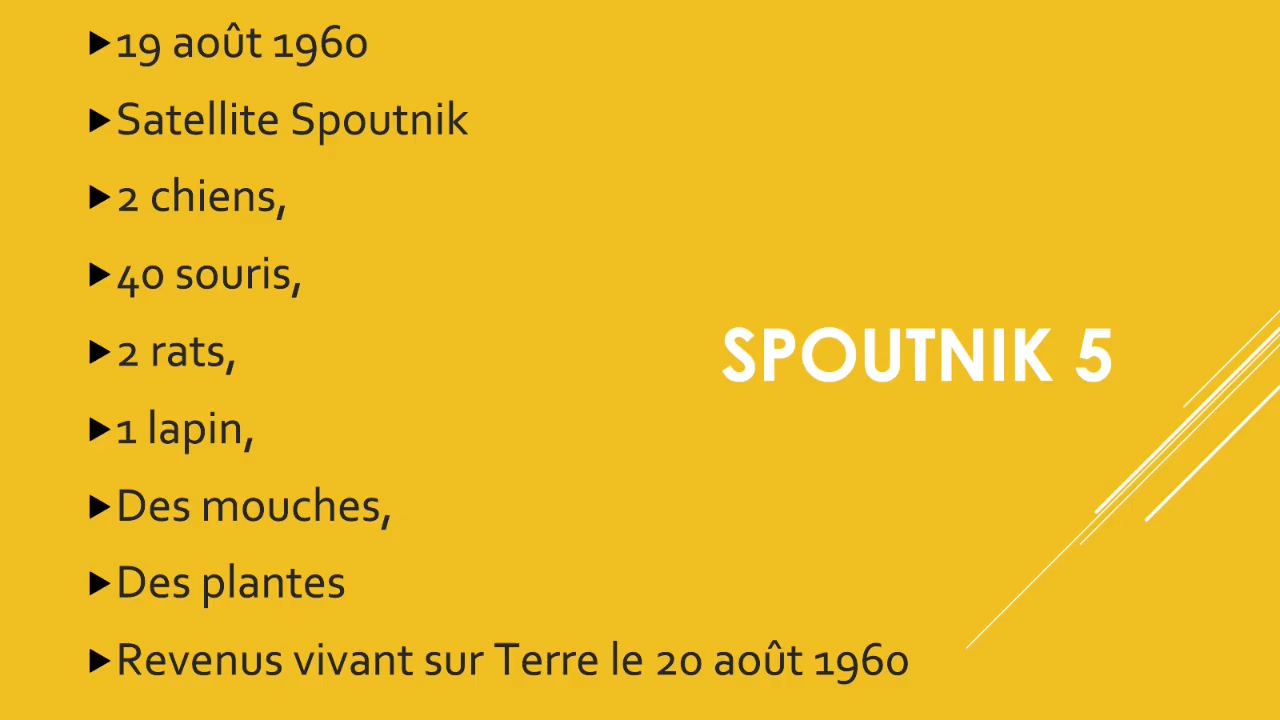 19 août 1960
Satellite Spoutnik
2 chiens,
40 souris,
2 rats,
1 lapin,
Des mouches,
Des plantes
Revenus vivant sur Terre le 20 août 1960
SPOUTNIK 5